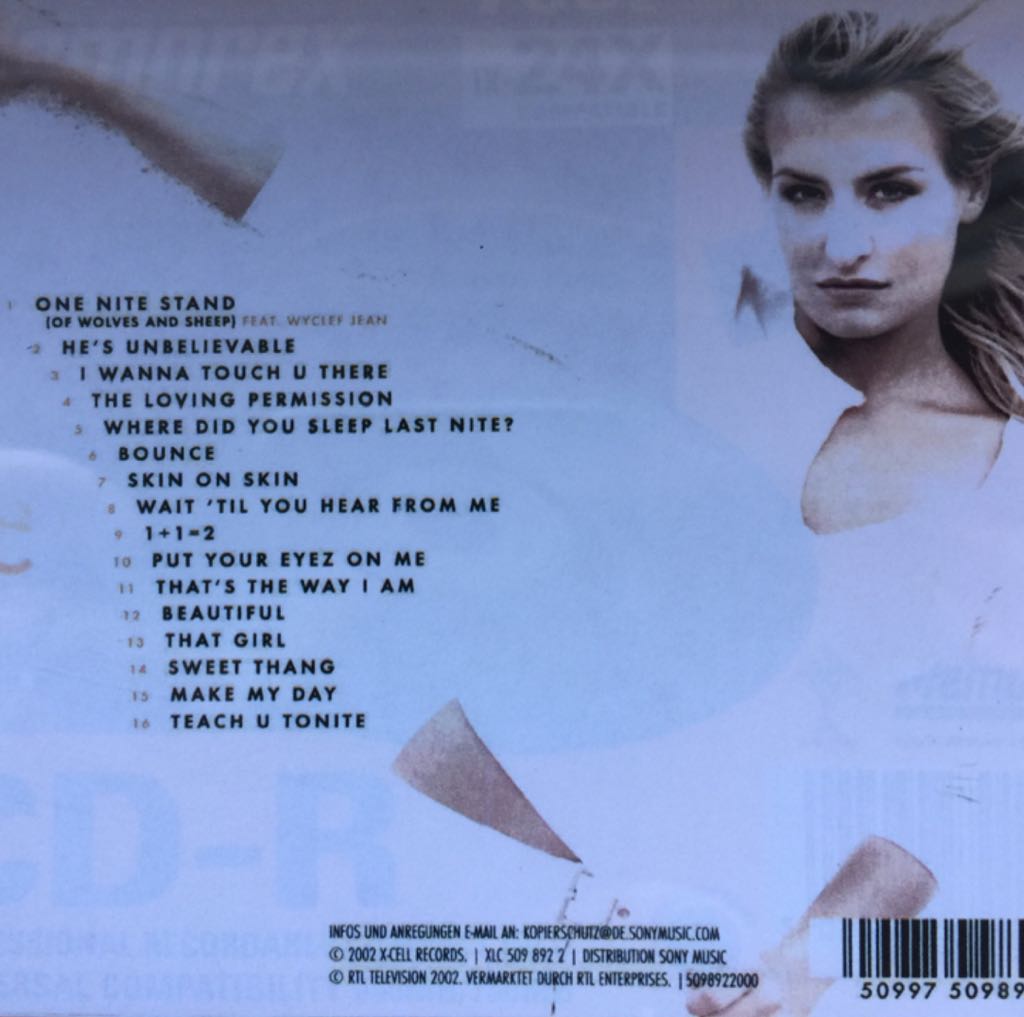 1 ONE NITE STAND
(OF WOLVES AND SHEEP) FEAT. WYCLEF JEAN
2 HE'S UNBELIEVABLE
3 I WANNA TOUCH U THERE
4 THE LOVING PERMISSION
5 WHERE DID YOU SLEEP LAST NITE?
6 BOUNCE
7 SKIN ON SKIN
8 WAIT 'TIL YOU HEAR FROM ME
9 1+1=2
10 PUT YOUR EYEZ ON ME
11 THAT'S THE WAY I AM
12 BEAUTIFUL
13 THAT GIRL
14 SWEET THANG
15 MAKE MY DAY
16 TEACH U TONITE
CD-R
INFOS UND ANREGUNGEN E-MAIL AN: KOPIERSCHUTZ@DE.SONYMUSIC.COM
© 2002 X-CELL RECORDS. | XLC 509 892 2 | DISTRIBUTION SONY MUSIC
© RTL TELEVISION 2002. VERMARKTET DURCH RTL ENTERPRISES. | 5098922000
50997 50989